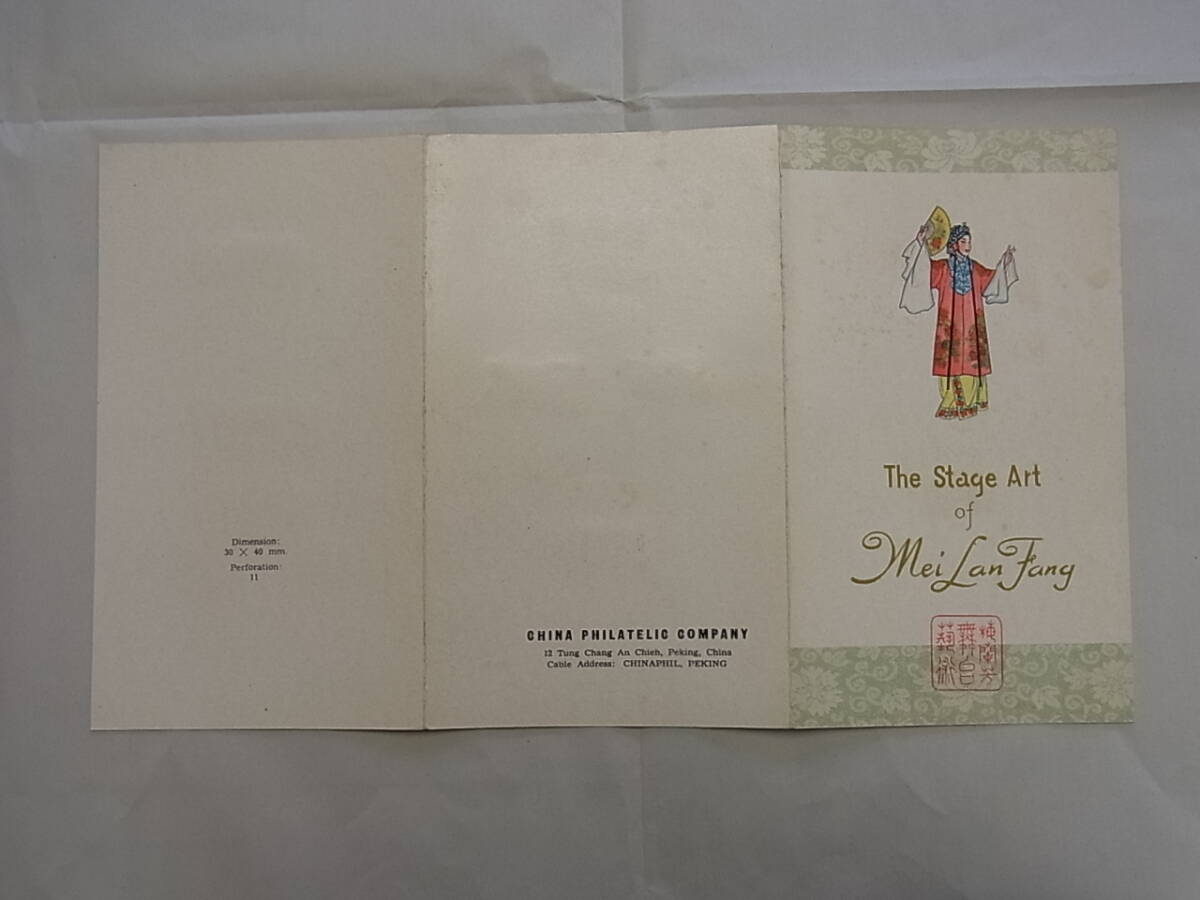 Dimension:
30 × 40 mm.
Perforation:
11
CHINA PHILATELIC COMPANY
12 Tung Chang An Chieh, Peking, China
Cable Address: CHINAPHIL, PEKING
The Stage Art
of
Mei Lan Fang
梅蘭芳
舞台
藝術